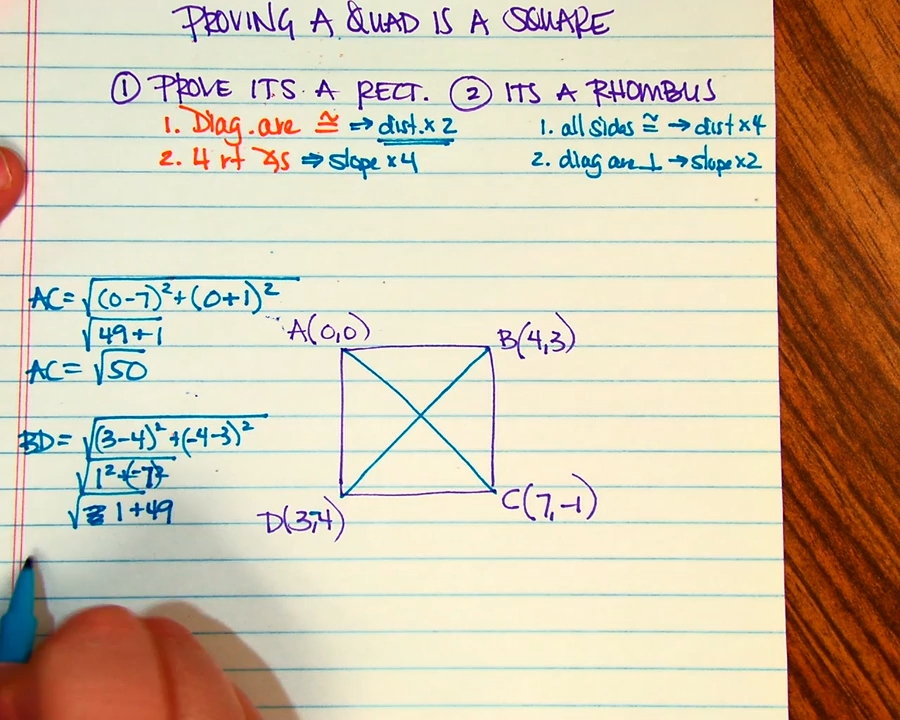 PROVING A QUAD IS A SQUARE
① PROVE ITS A RECT. ② ITS A RHOMBUS
1. Diag. are ≅ ⇒ dist. x 2
1. all sides ≅ → dist x4
2. 4 rt ∡s ⇒ slope x4
2. diag are ⊥ → slope x2
AC = √(0-7)²+(0+1)²
√49+1
AC = √50
A(0,0)
B(4,3)
BD = √(3-4)²+(-4-3)²
√1²+(-7)²
√1+49
D(3,-4)
C(7,-1)